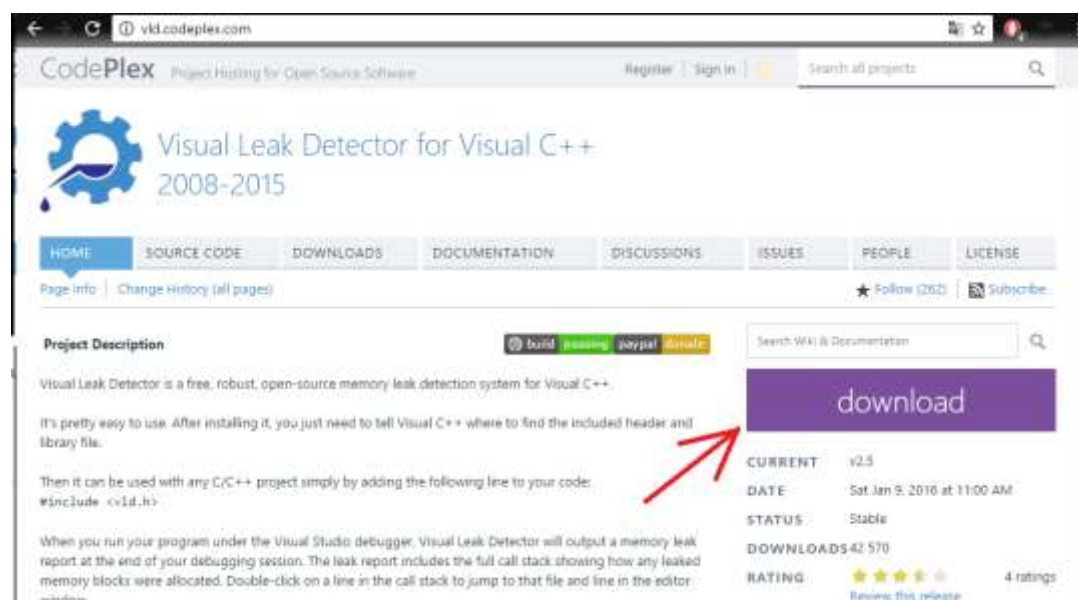 vld.codeplex.com
CodePlex Project Hosting for Open Source Software
Register | Sign in |
Search all projects
Visual Leak Detector for Visual C++
2008-2015
HOME SOURCE CODE DOWNLOADS DOCUMENTATION DISCUSSIONS ISSUES PEOPLE LICENSE
Page Info | Change History (all pages)
Follow (262) | Subscribe
Project Description
build passing paypal donate
Visual Leak Detector is a free, robust, open-source memory leak detection system for Visual C++.
It's pretty easy to use. After installing it, you just need to tell Visual C++ where to find the included header and
library file.
Then it can be used with any C/C++ project simply by adding the following line to your code:
#include <vld.h>
When you run your program under the Visual Studio debugger, Visual Leak Detector will output a memory leak
report at the end of your debugging session. The leak report includes the full call stack showing how any leaked
memory blocks were allocated. Double-click on a line in the call stack to jump to that file and line in the editor
window.
Search Wiki & Documentation
download
CURRENT v2.5
DATE Sat Jan 9, 2016 at 11:00 AM
STATUS Stable
DOWNLOADS 42 570
RATING 4 ratings
Review this release